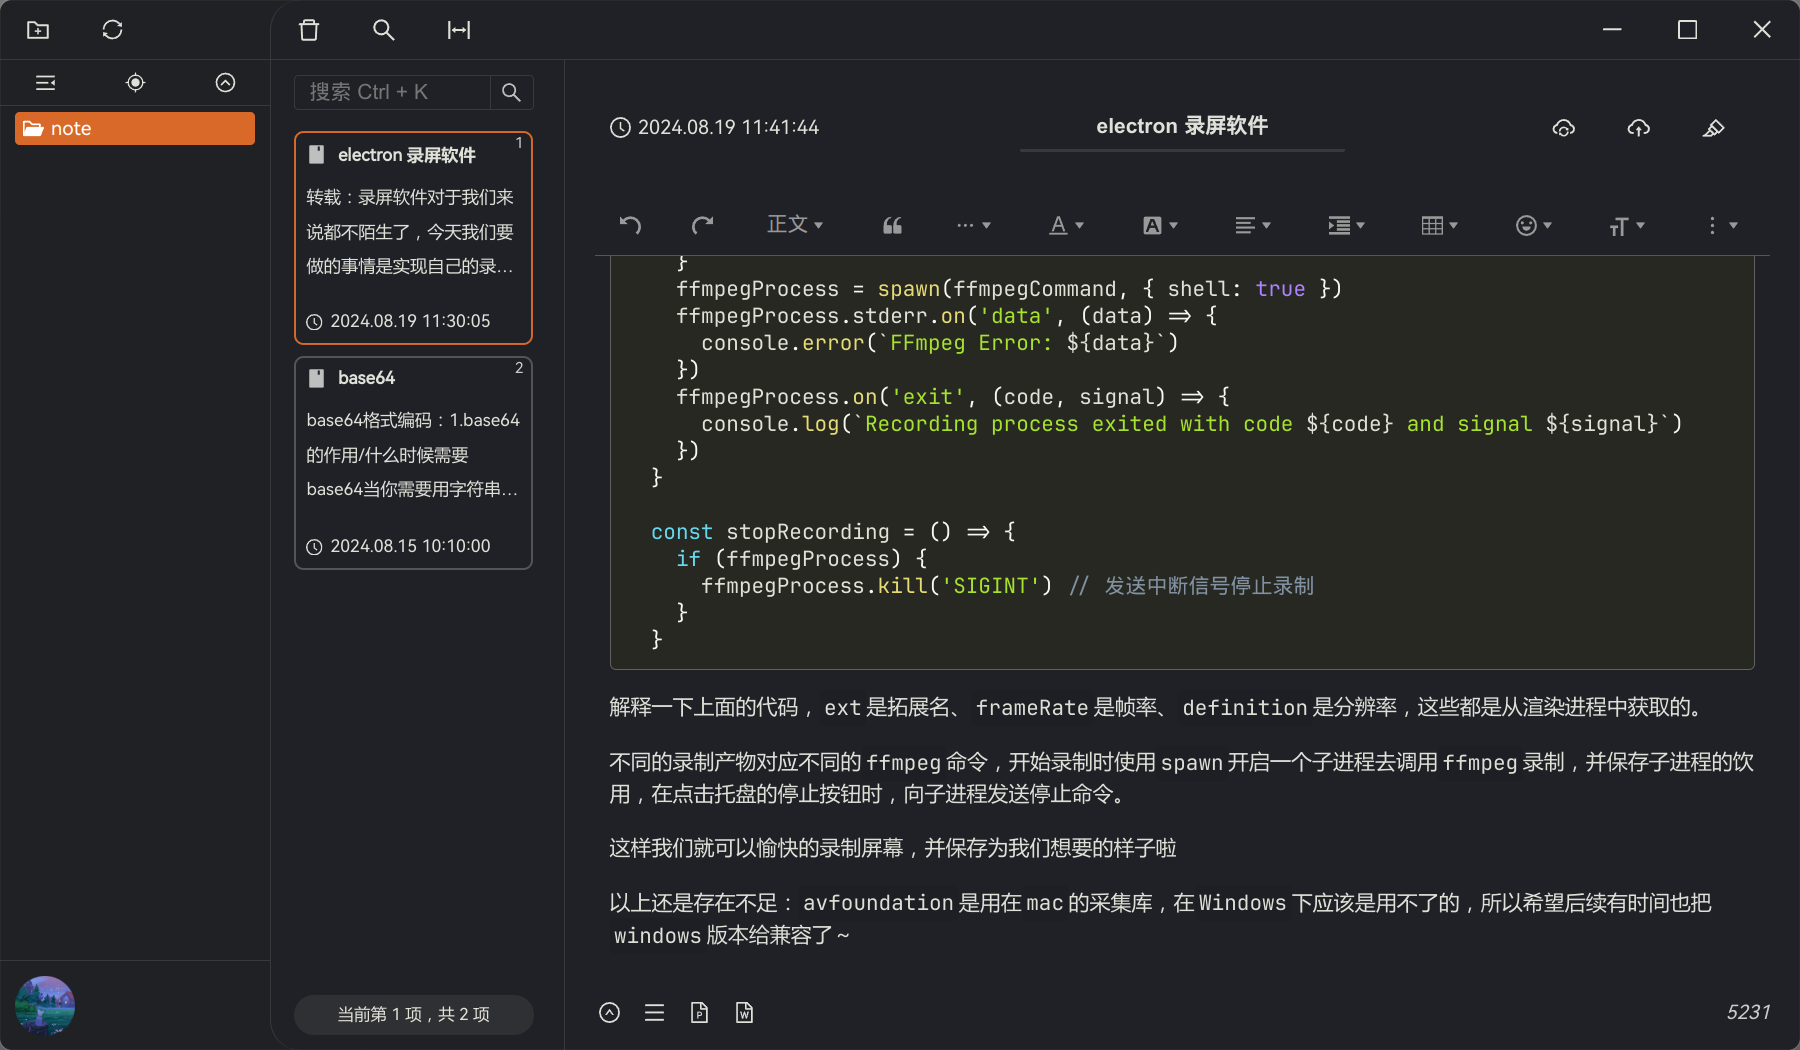 note
搜索 Ctrl + K
electron 录屏软件
1
转载：录屏软件对于我们来
说都不陌生了，今天我们要
做的事情是实现自己的录...
2024.08.19 11:30:05
base64
2
base64格式编码：1.base64
的作用/什么时候需要
base64当你需要用字符串...
2024.08.15 10:10:00
当前第 1 项，共 2 项
2024.08.19 11:41:44
electron 录屏软件
正文
}
ffmpegProcess = spawn(ffmpegCommand, { shell: true })
ffmpegProcess.stderr.on('data', (data) => {
console.error(`FFmpeg Error: ${data}`)
})
ffmpegProcess.on('exit', (code, signal) => {
console.log(`Recording process exited with code ${code} and signal ${signal}`)
})
}
const stopRecording = () => {
if (ffmpegProcess) {
ffmpegProcess.kill('SIGINT') // 发送中断信号停止录制
}
}
解释一下上面的代码，ext 是拓展名、frameRate 是帧率、definition 是分辨率，这些都是从渲染进程中获取的。
不同的录制产物对应不同的 ffmpeg 命令，开始录制时使用 spawn 开启一个子进程去调用 ffmpeg 录制，并保存子进程的饮
用，在点击托盘的停止按钮时，向子进程发送停止命令。
这样我们就可以愉快的录制屏幕，并保存为我们想要的样子啦
以上还是存在不足：avfoundation 是用在 mac 的采集库，在 Windows 下应该是用不了的，所以希望后续有时间也把
windows 版本给兼容了～
5231